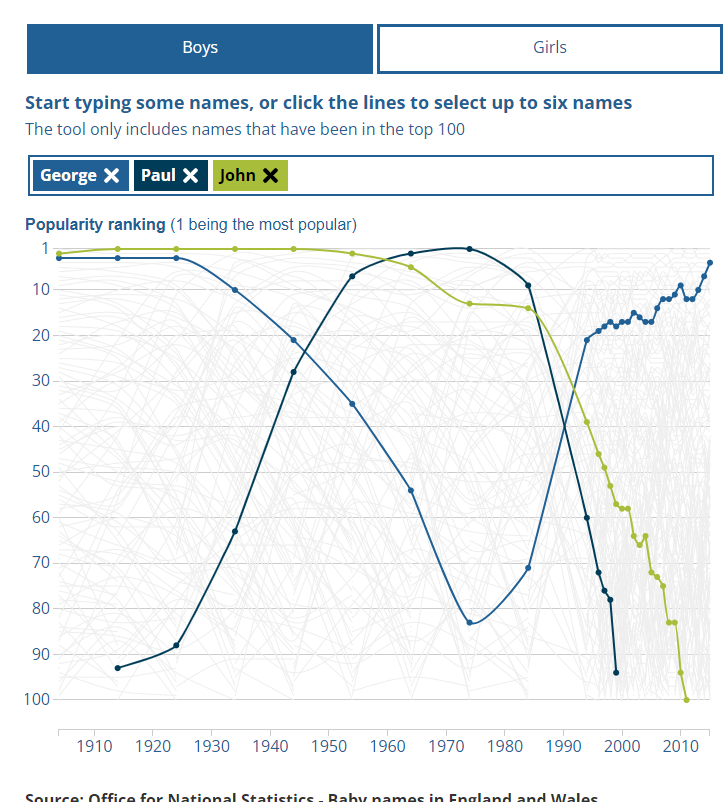 Boys Girls
Start typing some names, or click the lines to select up to six names
The tool only includes names that have been in the top 100
George Paul John
Popularity ranking (1 being the most popular)
1
10
20
30
40
50
60
70
80
90
100
1910 1920 1930 1940 1950 1960 1970 1980 1990 2000 2010
Source: Office for National Statistics - Baby names in England and Wales